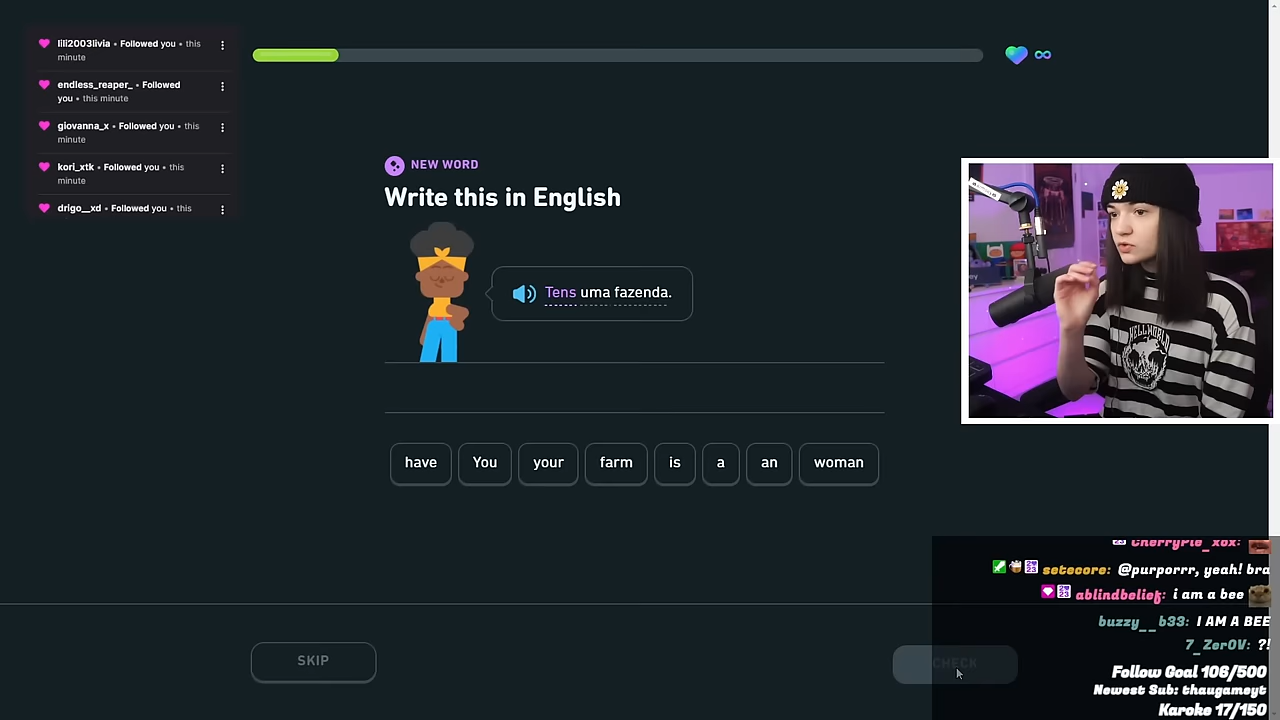 lili2003livia • Followed you • this
minute
endless_reaper_ • Followed
you • this minute
giovanna_x • Followed you • this
minute
kori_xtk • Followed you • this
minute
drigo__xd • Followed you • this
NEW WORD
Write this in English
Tens uma fazenda.
have You your farm is a an woman
SKIP
CHECK
HELLWORLD
CherryPie_xox:
setecore: @purporrr, yeah! bra
ablindbelief: i am a bee
buzzy__b33: I AM A BEE
7_ZerOV: ?!
Follow Goal 106/500
Newest Sub: thaugameyt
Karoke 17/150